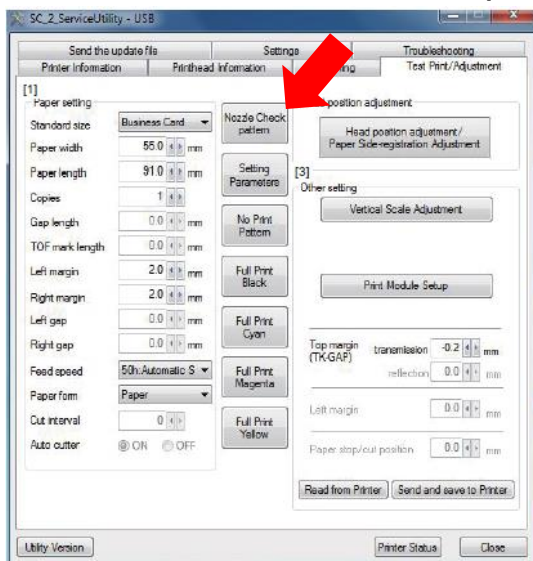 SC_2_ServiceUtility - USB
Send the update file
Settings
Troubleshooting
Printer Information
Printhead Information
Test Print/Adjustment
[1]
Paper setting
Standard size
Business Card
Paper width
55.0
mm
Paper length
91.0
mm
Copies
1
Gap length
0.0
mm
TOF mark length
0.0
mm
Left margin
2.0
mm
Right margin
2.0
mm
Left gap
0.0
mm
Right gap
0.0
mm
Feed speed
50h:Automatic S
Paper form
Paper
Cut interval
0
Auto cutter
ON
OFF
Nozzle Check
pattern
Setting
Parameters
No Print
Pattern
Full Print
Black
Full Print
Cyan
Full Print
Magenta
Full Print
Yellow
position adjustment
Head position adjustment/
Paper Side-registration Adjustment
[3]
Other setting
Vertical Scale Adjustment
Print Module Setup
Top margin
(TK-GAP)
transmission
-0.2
mm
reflection
0.0
mm
Left margin
0.0
mm
Paper stop/cut position
0.0
mm
Read from Printer
Send and save to Printer
Utility Version
Printer Status
Close